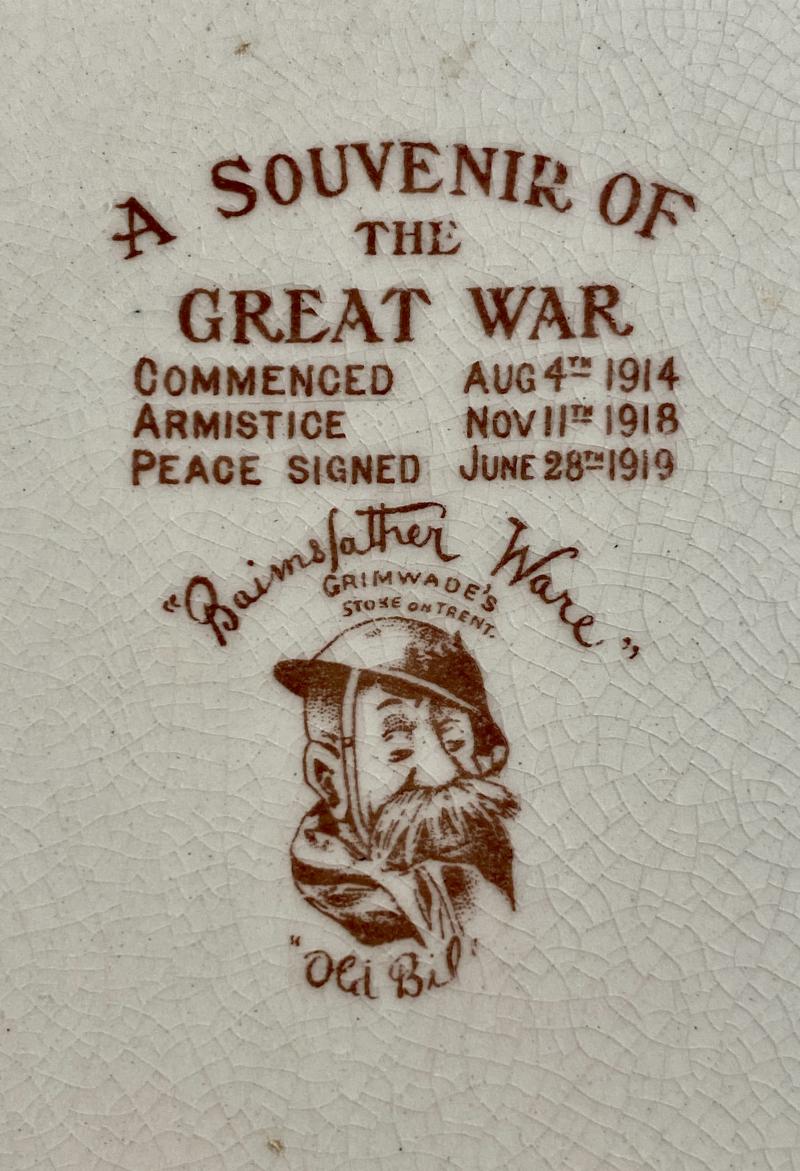 A SOUVENIR OF
THE
GREAT WAR
COMMENCED AUG 4TH 1914
ARMISTICE NOV 11TH 1918
PEACE SIGNED JUNE 28TH 1919
"Bairnsfather Ware"
GRIMWADE'S
STOKE ON TRENT.
"Old Bill"